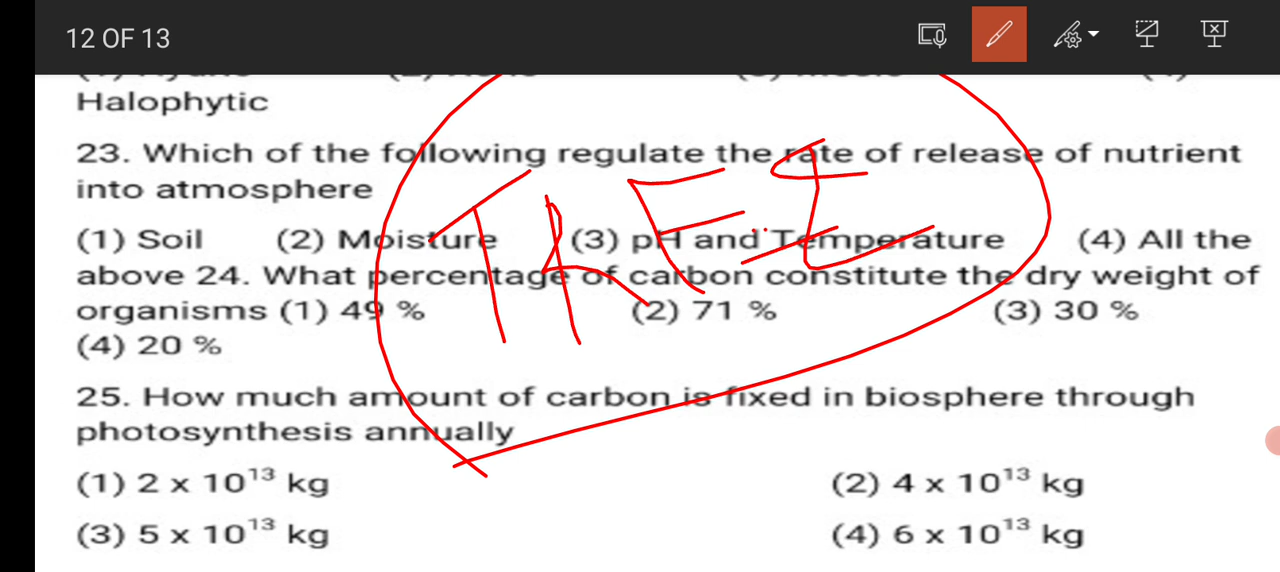 12 OF 13
Halophytic
23. Which of the following regulate the rate of release of nutrient
into atmosphere
(1) Soil (2) Moisture (3) pH and Temperature (4) All the
above 24. What percentage of carbon constitute the dry weight of
organisms (1) 49 % (2) 71 % (3) 30 %
(4) 20 %
25. How much amount of carbon is fixed in biosphere through
photosynthesis annually
(1) 2 x 10¹³ kg (2) 4 x 10¹³ kg
(3) 5 x 10¹³ kg (4) 6 x 10¹³ kg